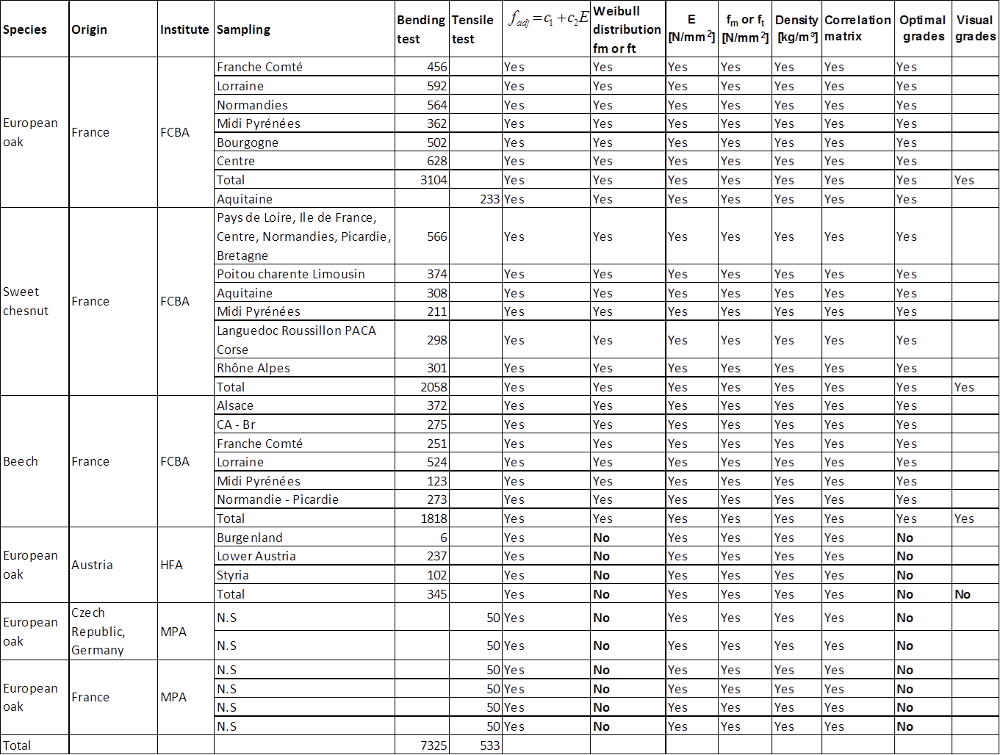 Species Origin Institute Sampling Bending test Tensile test f_adj = c₁ + c₂E Weibull distribution fm or ft E [N/mm²] fₘ or fₜ [N/mm²] Density [kg/m³] Correlation matrix Optimal grades Visual grades
European oak France FCBA
Franche Comté 456 Yes Yes Yes Yes Yes Yes Yes
Lorraine 592 Yes Yes Yes Yes Yes Yes Yes
Normandies 564 Yes Yes Yes Yes Yes Yes Yes
Midi Pyrénées 362 Yes Yes Yes Yes Yes Yes Yes
Bourgogne 502 Yes Yes Yes Yes Yes Yes Yes
Centre 628 Yes Yes Yes Yes Yes Yes Yes
Total 3104 Yes Yes Yes Yes Yes Yes Yes Yes
Aquitaine 233 Yes Yes Yes Yes Yes Yes Yes
Sweet chesnut France FCBA
Pays de Loire, Ile de France,
Centre, Normandies, Picardie,
Bretagne 566 Yes Yes Yes Yes Yes Yes Yes
Poitou charente Limousin 374 Yes Yes Yes Yes Yes Yes Yes
Aquitaine 308 Yes Yes Yes Yes Yes Yes Yes
Midi Pyrénées 211 Yes Yes Yes Yes Yes Yes Yes
Languedoc Roussillon PACA
Corse 298 Yes Yes Yes Yes Yes Yes Yes
Rhône Alpes 301 Yes Yes Yes Yes Yes Yes Yes
Total 2058 Yes Yes Yes Yes Yes Yes Yes Yes
Beech France FCBA
Alsace 372 Yes Yes Yes Yes Yes Yes Yes
CA - Br 275 Yes Yes Yes Yes Yes Yes Yes
Franche Comté 251 Yes Yes Yes Yes Yes Yes Yes
Lorraine 524 Yes Yes Yes Yes Yes Yes Yes
Midi Pyrénées 123 Yes Yes Yes Yes Yes Yes Yes
Normandie - Picardie 273 Yes Yes Yes Yes Yes Yes Yes
Total 1818 Yes Yes Yes Yes Yes Yes Yes Yes
European oak Austria HFA
Burgenland 6 Yes No Yes Yes Yes Yes No
Lower Austria 237 Yes No Yes Yes Yes Yes No
Styria 102 Yes No Yes Yes Yes Yes No
Total 345 Yes No Yes Yes Yes Yes No No
European oak Czech Republic, Germany MPA
N.S 50 Yes No Yes Yes Yes Yes No
N.S 50 Yes No Yes Yes Yes Yes No
European oak France MPA
N.S 50 Yes No Yes Yes Yes Yes No
N.S 50 Yes No Yes Yes Yes Yes No
N.S 50 Yes No Yes Yes Yes Yes No
N.S 50 Yes No Yes Yes Yes Yes No
Total 7325 533